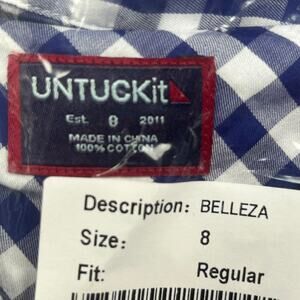 UNTUCKit
Est. 8 2011
MADE IN CHINA
100% COTTON
Description: BELLEZA
Size: 8
Fit: Regular